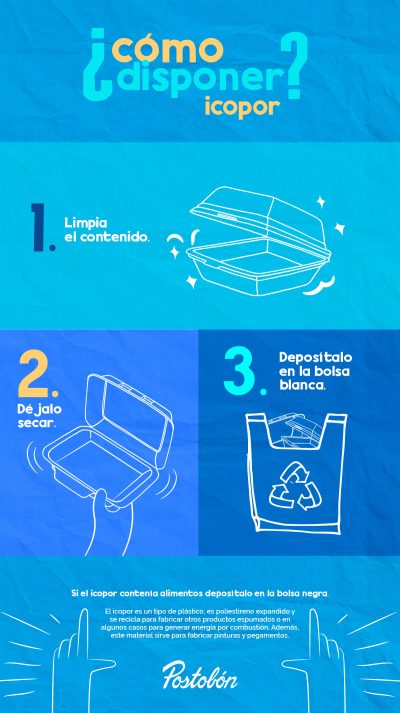 ¿cómo
disponer?
icopor
1.
Limpia
el contenido.
2.
Déjalo
secar.
3.
Deposítalo
en la bolsa
blanca.
Si el icopor contenia alimentos depositalo en la bolsa negra.
El icopor es un tipo de plástico, es poliestireno expandido y
se recicla para fabricar otros productos espumados o en
algunos casos para generar energía por combustión. Además,
este material sirve para fabricar pinturas y pegamentos.
Postobón